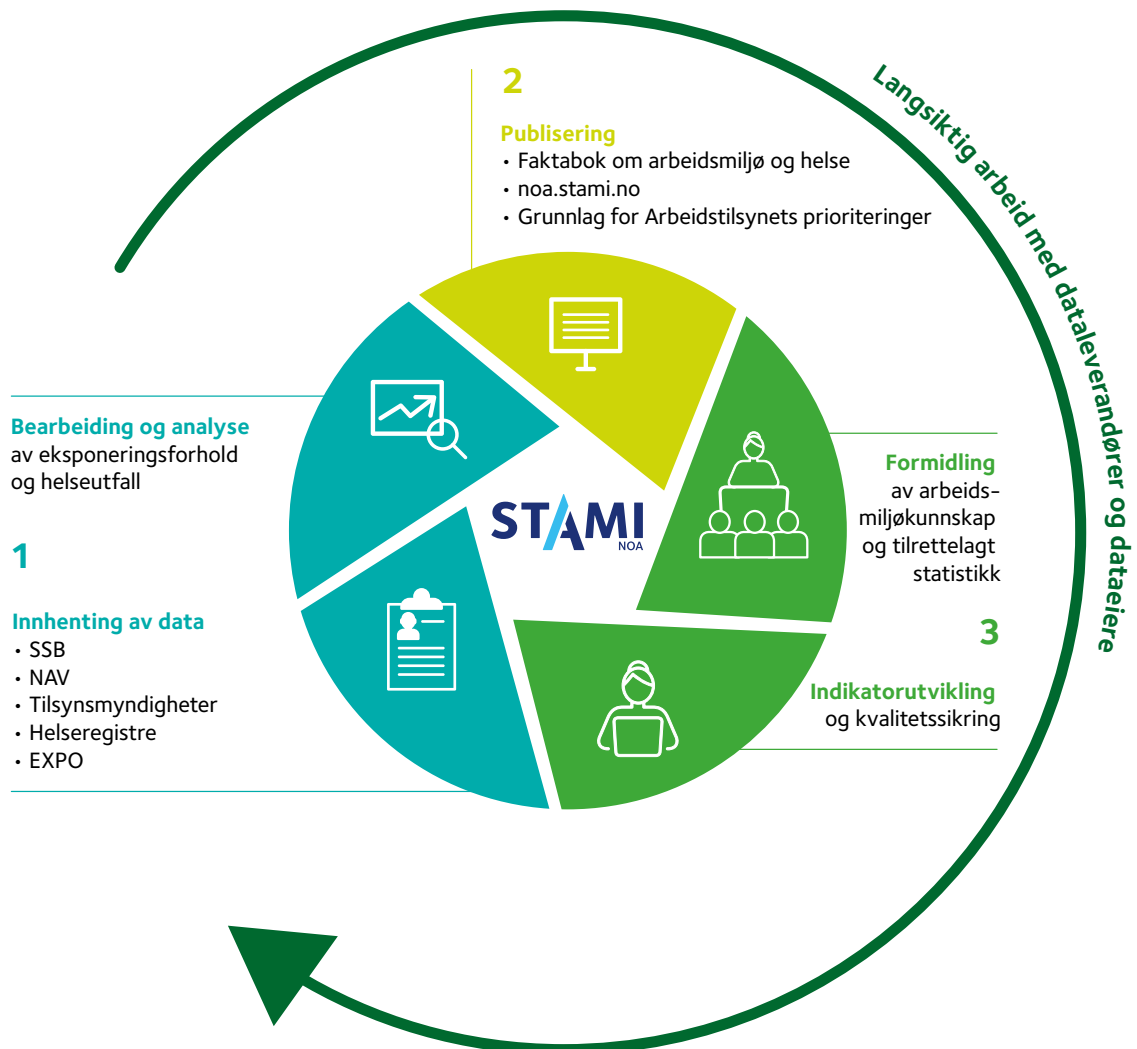 2
Publisering
• Faktabok om arbeidsmiljø og helse
• noa.stami.no
• Grunnlag for Arbeidstilsynets prioriteringer
Langsiktig arbeid med dataleverandører og dataeiere
Bearbeiding og analyse
av eksponeringsforhold
og helseutfall
1
Innhenting av data
• SSB
• NAV
• Tilsynsmyndigheter
• Helseregistre
• EXPO
STAMI
NOA
Formidling
av arbeids-
miljøkunnskap
og tilrettelagt
statistikk
3
Indikatorutvikling
og kvalitetssikring